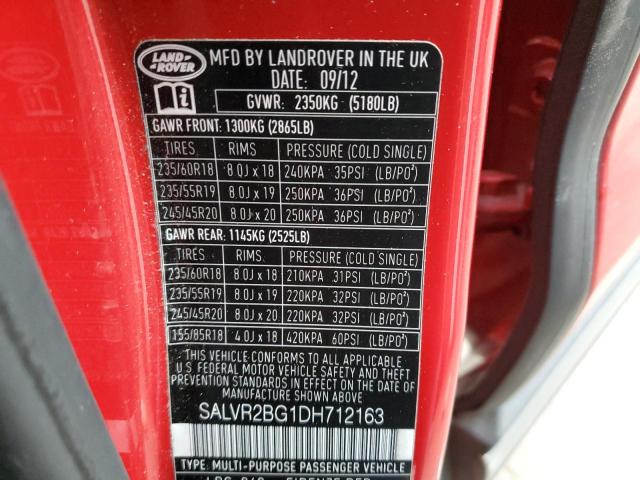 LAND
ROVER
MFD BY LANDROVER IN THE UK
DATE: 09/12
GVWR: 2350KG (5180LB)
GAWR FRONT: 1300KG (2865LB)
TIRES RIMS PRESSURE (COLD SINGLE)
235/60R18 8.0J x 18 240KPA 35PSI (LB/PO²)
235/55R19 8.0J x 19 250KPA 36PSI (LB/PO²)
245/45R20 8.0J x 20 250KPA 36PSI (LB/PO²)
GAWR REAR: 1145KG (2525LB)
TIRES RIMS PRESSURE (COLD SINGLE)
235/60R18 8.0J x 18 210KPA 31PSI (LB/PO²)
235/55R19 8.0J x 19 220KPA 32PSI (LB/PO²)
245/45R20 8.0J x 20 220KPA 32PSI (LB/PO²)
155/85R18 4.0J x 18 420KPA 60PSI (LB/PO²)
THIS VEHICLE CONFORMS TO ALL APPLICABLE
U.S. FEDERAL MOTOR VEHICLE SAFETY AND THEFT
PREVENTION STANDARDS IN EFFECT ON THE DATE OF
MANUFACTURE SHOWN ABOVE.
SALVR2BG1DH712163
TYPE: MULTI-PURPOSE PASSENGER VEHICLE